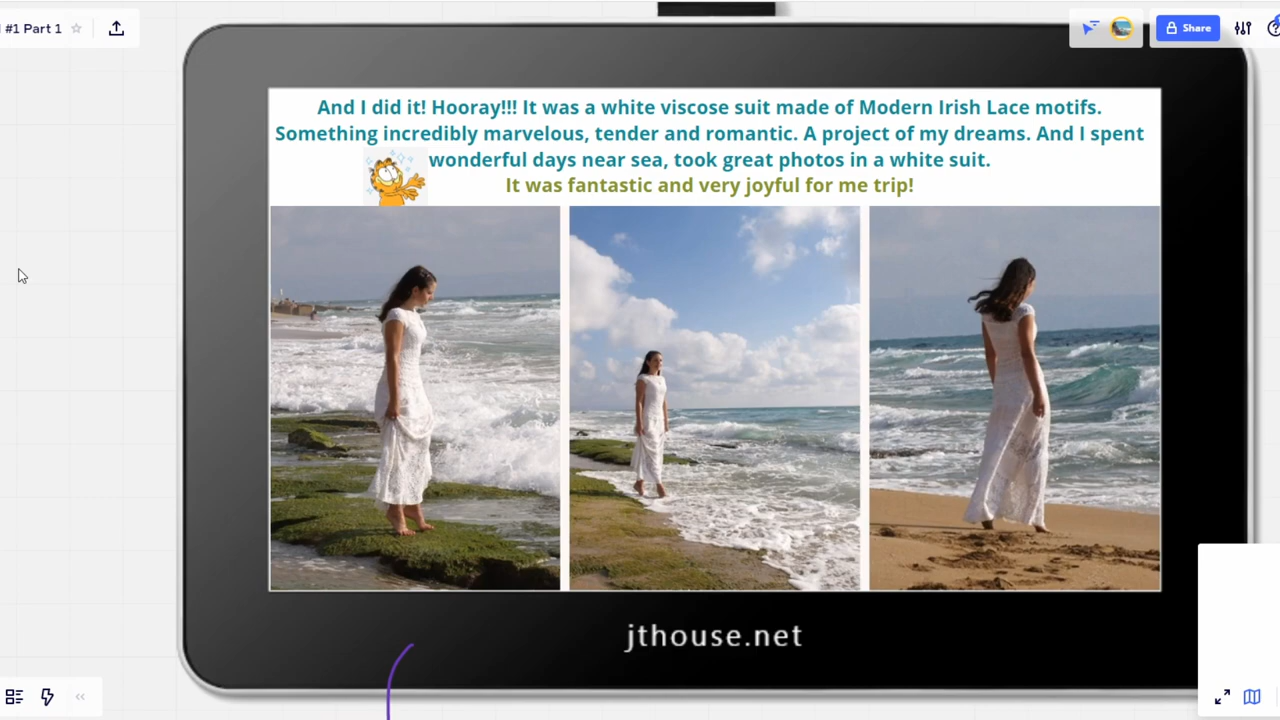 #1 Part 1
Share
And I did it! Hooray!!! It was a white viscose suit made of Modern Irish Lace motifs.
Something incredibly marvelous, tender and romantic. A project of my dreams. And I spent
wonderful days near sea, took great photos in a white suit.
It was fantastic and very joyful for me trip!
jthouse.net